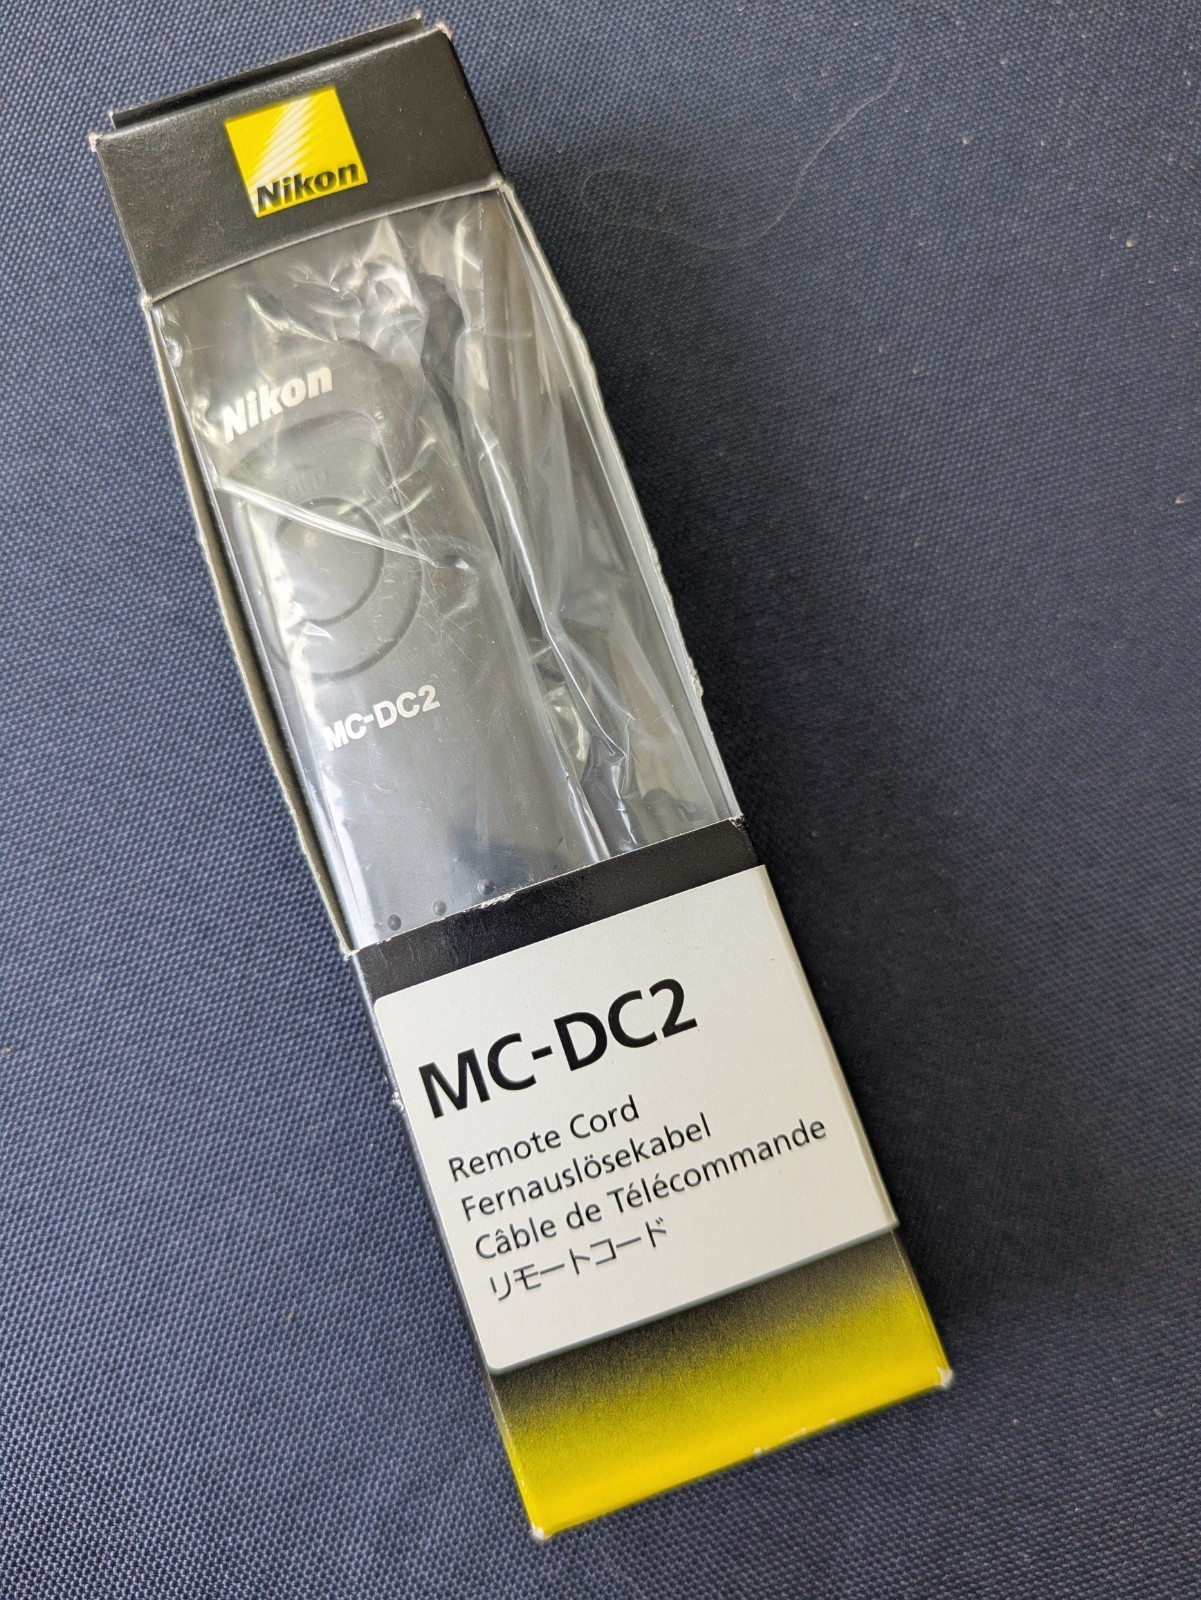 Nikon
Nikon
MC-DC2
MC-DC2
Remote Cord
Fernauslösekabel
Câble de Télécommande
リモートコード